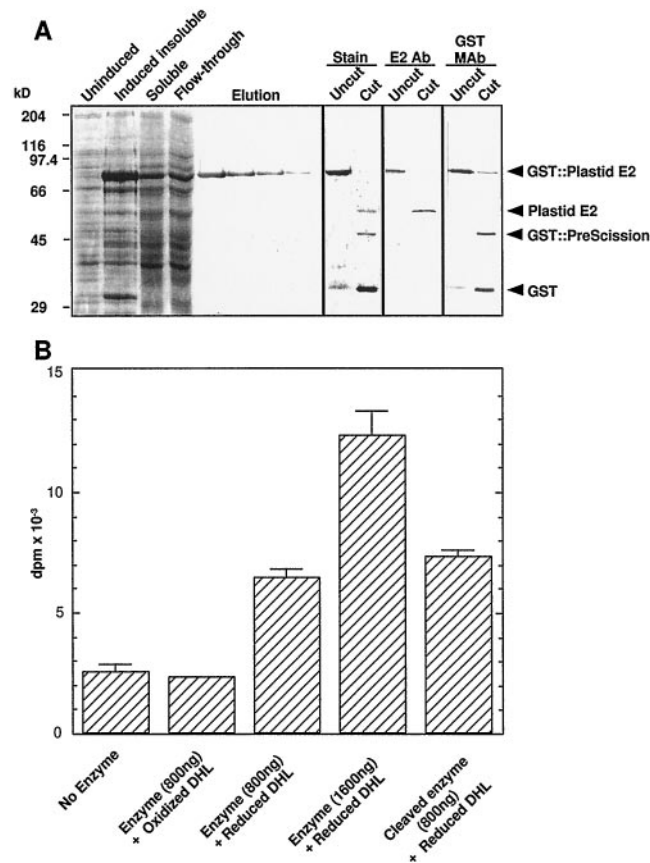 A
kD
Uninduced
Induced insoluble
Soluble
Flow-through
Elution
Stain
Uncut
Cut
E2 Ab
Uncut
Cut
GST
MAb
Uncut
Cut
204
116
97.4
66
45
29
GST::Plastid E2
Plastid E2
GST::PreScission
GST
B
dpm x 10-3
15
10
5
0
No Enzyme
Enzyme (800ng)
+ Oxidized DHL
Enzyme (800ng)
+ Reduced DHL
Enzyme (1600ng)
+ Reduced DHL
Cleaved enzyme
(800ng)
+ Reduced DHL